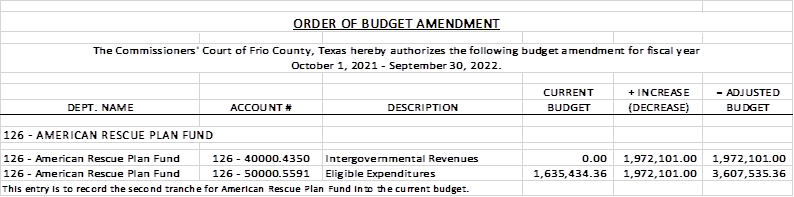 ORDER OF BUDGET AMENDMENT
The Commissioners' Court of Frio County, Texas hereby authorizes the following budget amendment for fiscal year
October 1, 2021 - September 30, 2022.
CURRENT + INCREASE = ADJUSTED
DEPT. NAME ACCOUNT # DESCRIPTION BUDGET (DECREASE) BUDGET
126 - AMERICAN RESCUE PLAN FUND
126 - American Rescue Plan Fund 126 - 40000.4350 Intergovernmental Revenues 0.00 1,972,101.00 1,972,101.00
126 - American Rescue Plan Fund 126 - 50000.5591 Eligible Expenditures 1,635,434.36 1,972,101.00 3,607,535.36
This entry is to record the second tranche for American Rescue Plan Fund into the current budget.